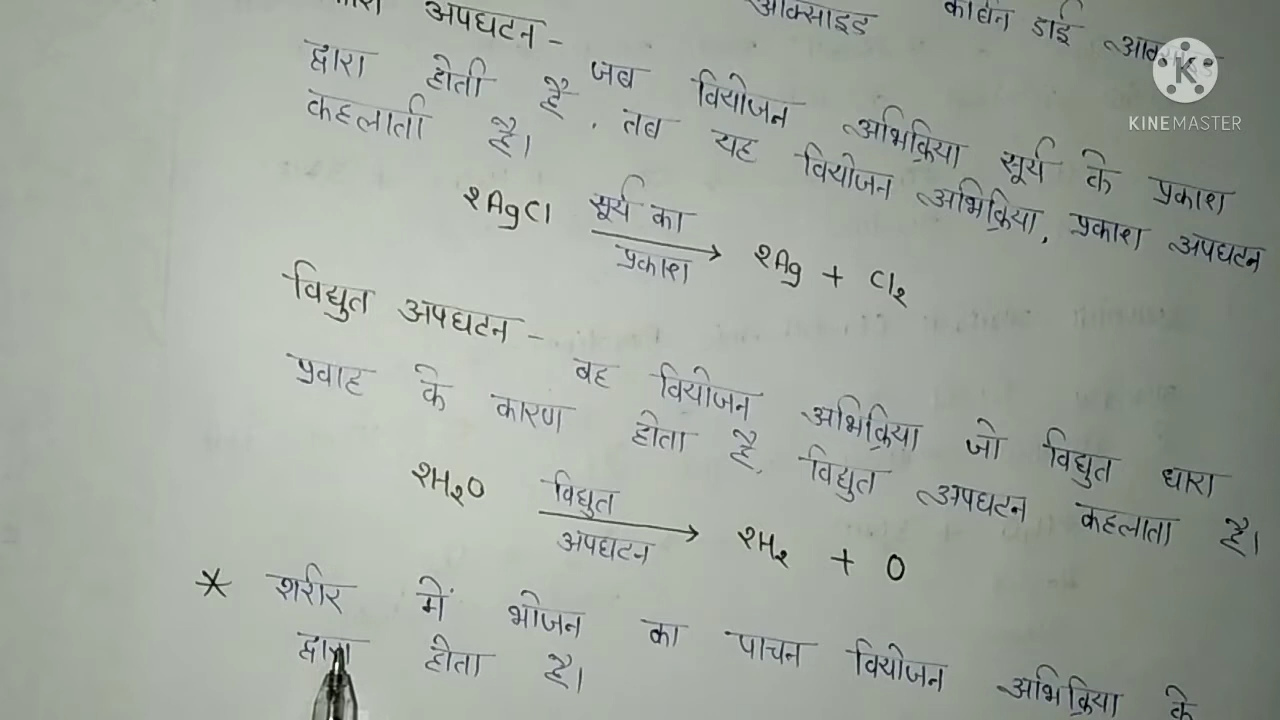 अपघटन - ऑक्साइड कार्बन डाई
जब वियोजन अभिक्रिया सूर्य के प्रकाश
द्वारा होती है, तब यह वियोजन अभिक्रिया, प्रकाश अपघटन
कहलाती है।
2AgCl सूर्य का प्रकाश → 2Ag + Cl₂
विद्युत अपघटन - वह वियोजन अभिक्रिया जो विद्युत धारा
प्रवाह के कारण होता है, विद्युत अपघटन कहलाता है।
2H₂O विद्युत अपघटन → 2H₂ + O
* शरीर में भोजन का पाचन वियोजन अभिक्रिया के
द्वारा होता है।
K
KINEMASTER